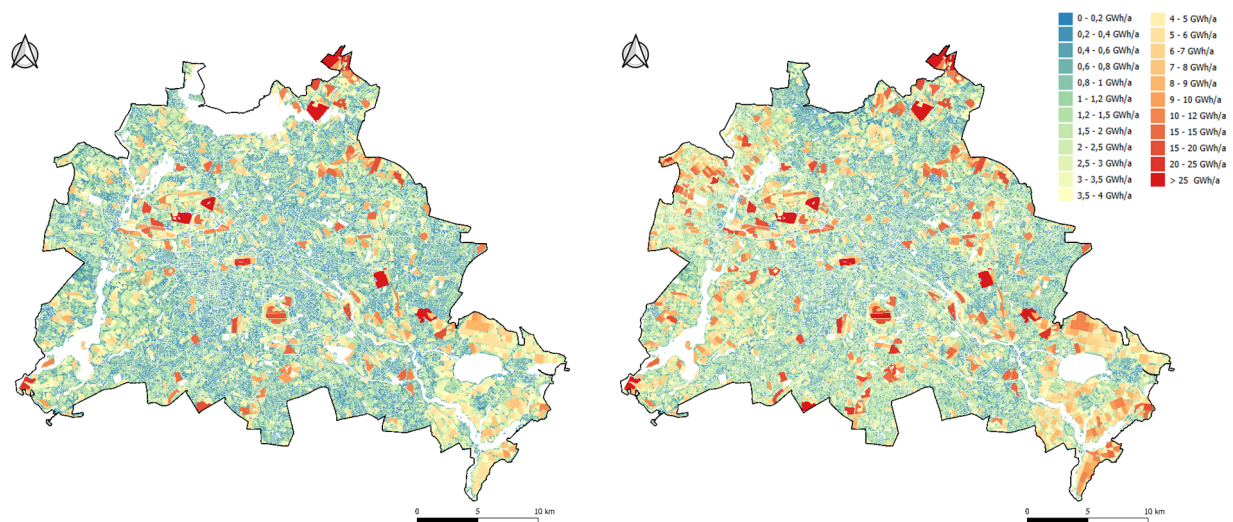 0 - 0,2 GWh/a
0,2 - 0,4 GWh/a
0,4 - 0,6 GWh/a
0,6 - 0,8 GWh/a
0,8 - 1 GWh/a
1 - 1,2 GWh/a
1,2 - 1,5 GWh/a
1,5 - 2 GWh/a
2 - 2,5 GWh/a
2,5 - 3 GWh/a
3 - 3,5 GWh/a
3,5 - 4 GWh/a
4 - 5 GWh/a
5 - 6 GWh/a
6 -7 GWh/a
7 - 8 GWh/a
8 - 9 GWh/a
9 - 10 GWh/a
10 - 12 GWh/a
15 - 15 GWh/a
15 - 20 GWh/a
20 - 25 GWh/a
> 25 GWh/a
0 5 10 km
0 5 10 km